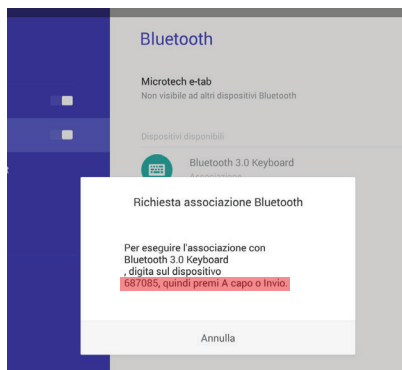 Bluetooth
Microtech e-tab
Non visibile ad altri dispositivi Bluetooth
Dispositivi disponibili
Bluetooth 3.0 Keyboard
Associazione
Richiesta associazione Bluetooth
Per eseguire l'associazione con
Bluetooth 3.0 Keyboard
, digita sul dispositivo
687085, quindi premi A capo o Invio.
Annulla